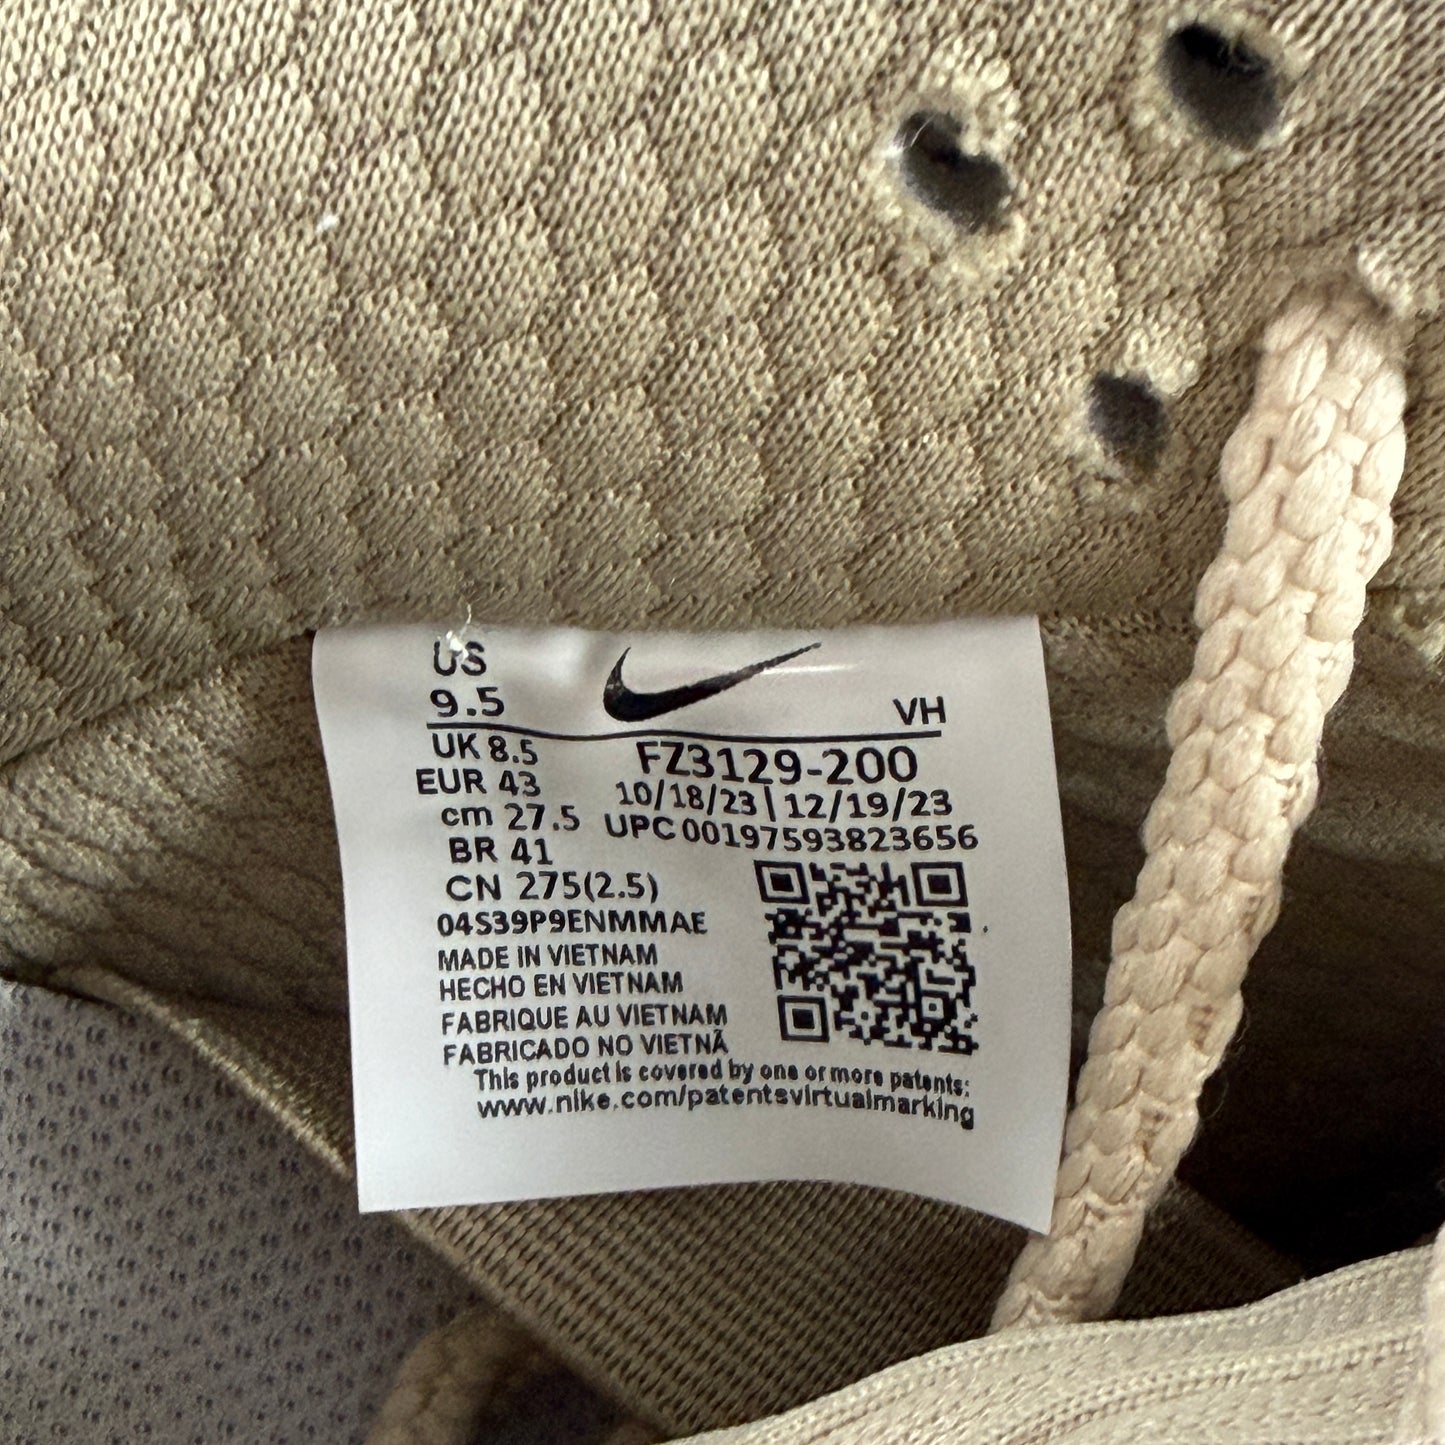 US
9.5
VH
UK 8.5
FZ3129-200
EUR 43
10/18/23 | 12/19/23
cm 27.5
UPC 00197593823656
BR 41
CN 275(2.5)
04S39P9ENMMAE
MADE IN VIETNAM
HECHO EN VIETNAM
FABRIQUE AU VIETNAM
FABRICADO NO VIETNÃ
This product is covered by one or more patents:
www.nike.com/patentsvirtualmarking